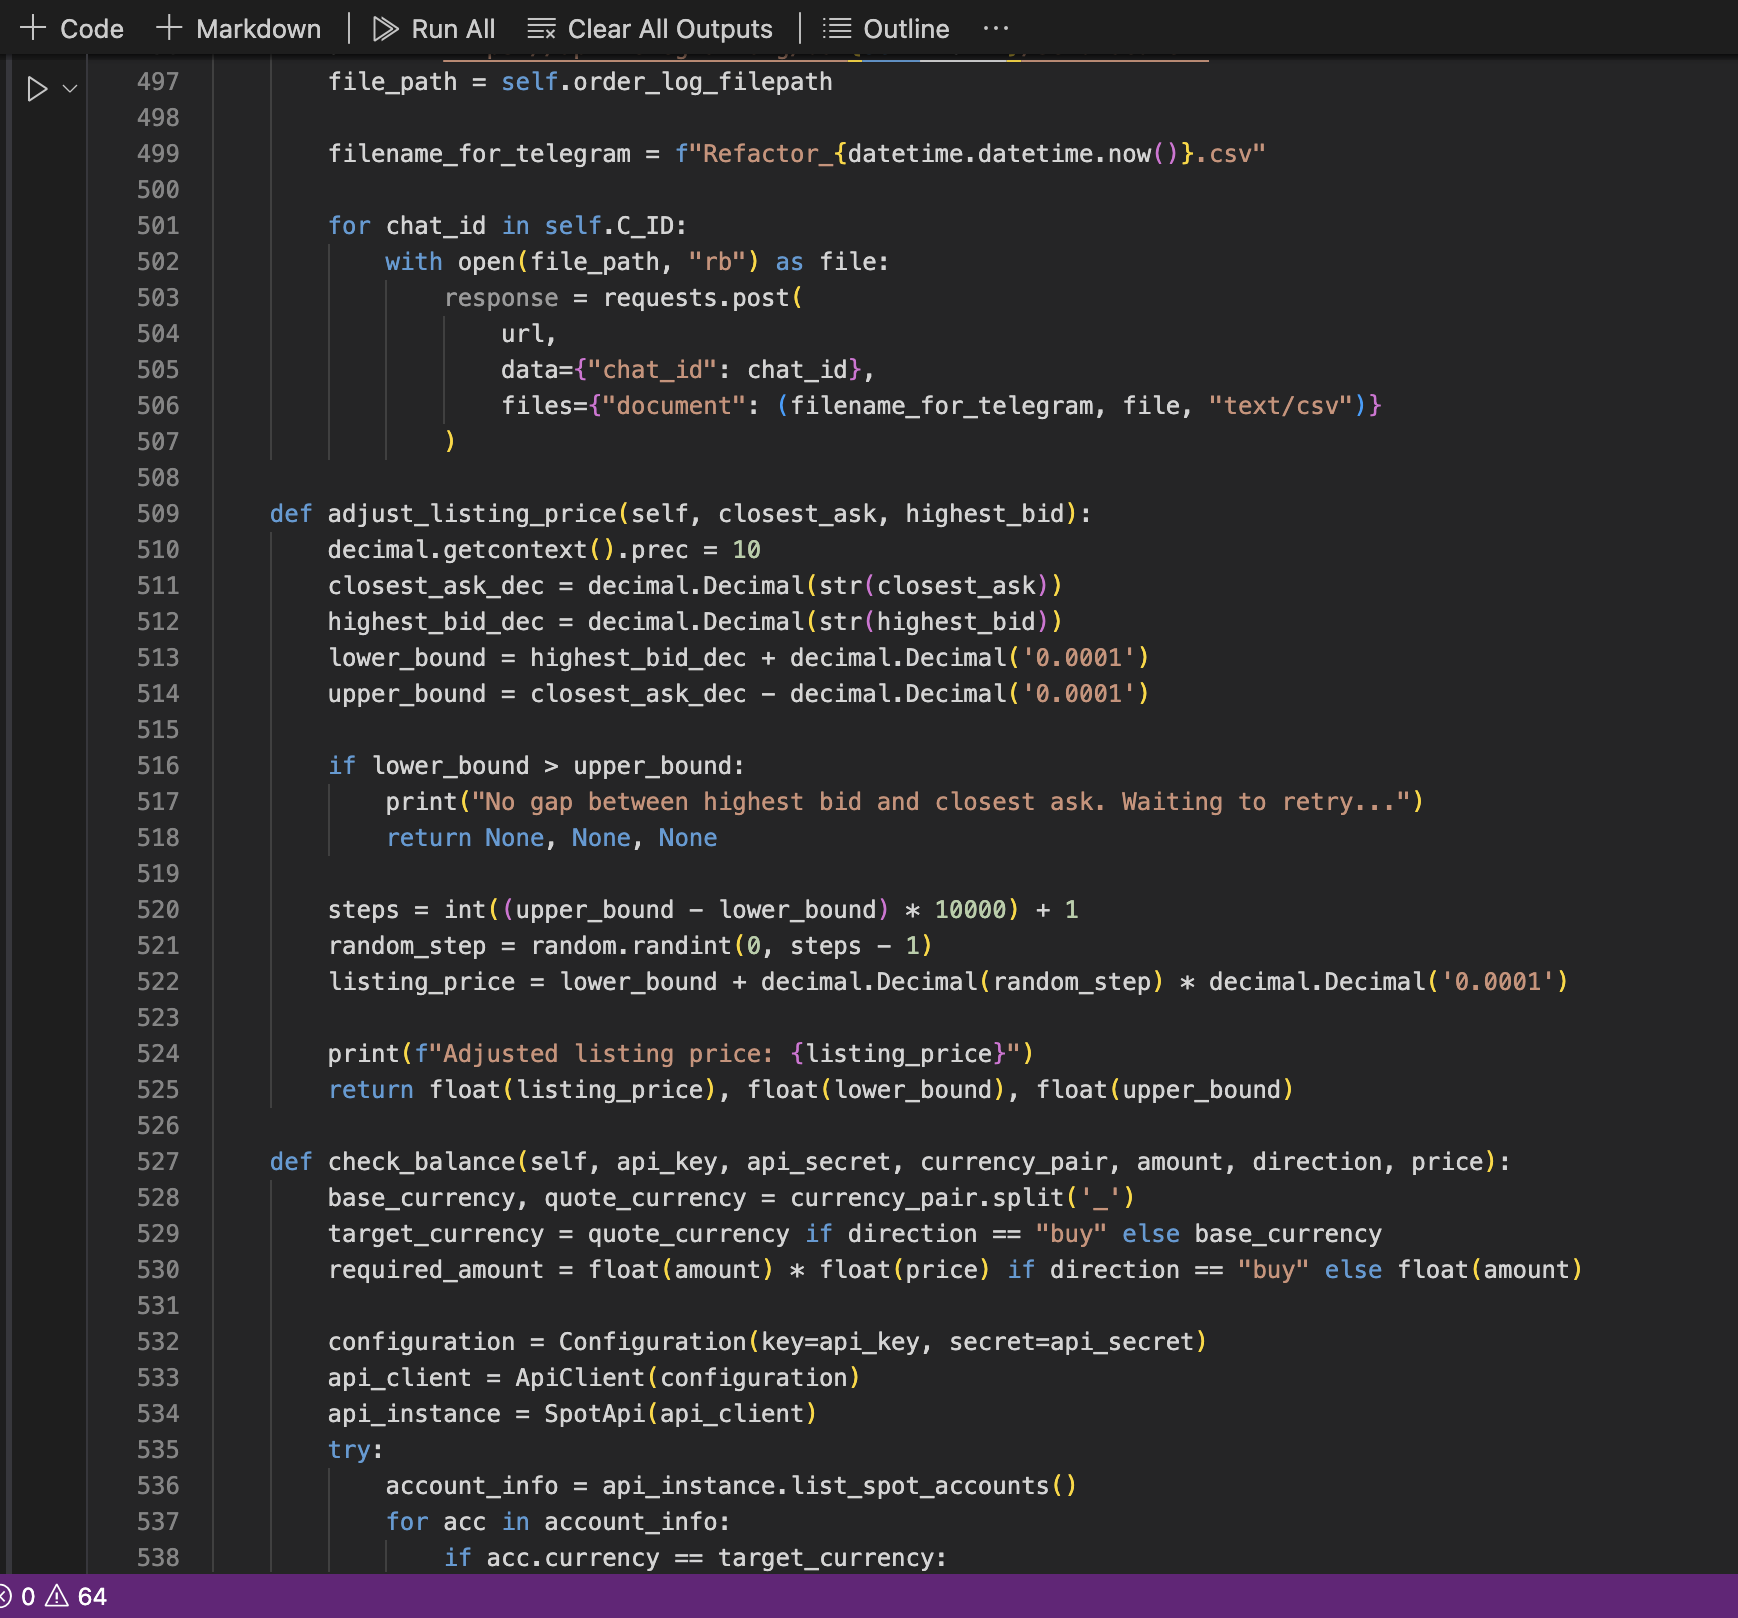 Code Markdown Run All Clear All Outputs Outline ...
497 file_path = self.order_log_filepath
498
499 filename_for_telegram = f"Refactor_{datetime.datetime.now()}.csv"
500
501 for chat_id in self.C_ID:
502 with open(file_path, "rb") as file:
503 response = requests.post(
504 url,
505 data={"chat_id": chat_id},
506 files={"document": (filename_for_telegram, file, "text/csv")}
507 )
508
509 def adjust_listing_price(self, closest_ask, highest_bid):
510 decimal.getcontext().prec = 10
511 closest_ask_dec = decimal.Decimal(str(closest_ask))
512 highest_bid_dec = decimal.Decimal(str(highest_bid))
513 lower_bound = highest_bid_dec + decimal.Decimal('0.0001')
514 upper_bound = closest_ask_dec - decimal.Decimal('0.0001')
515
516 if lower_bound > upper_bound:
517 print("No gap between highest bid and closest ask. Waiting to retry...")
518 return None, None, None
519
520 steps = int((upper_bound - lower_bound) * 10000) + 1
521 random_step = random.randint(0, steps - 1)
522 listing_price = lower_bound + decimal.Decimal(random_step) * decimal.Decimal('0.0001')
523
524 print(f"Adjusted listing price: {listing_price}")
525 return float(listing_price), float(lower_bound), float(upper_bound)
526
527 def check_balance(self, api_key, api_secret, currency_pair, amount, direction, price):
528 base_currency, quote_currency = currency_pair.split('_')
529 target_currency = quote_currency if direction == "buy" else base_currency
530 required_amount = float(amount) * float(price) if direction == "buy" else float(amount)
531
532 configuration = Configuration(key=api_key, secret=api_secret)
533 api_client = ApiClient(configuration)
534 api_instance = SpotApi(api_client)
535 try:
536 account_info = api_instance.list_spot_accounts()
537 for acc in account_info:
538 if acc.currency == target_currency:
0 64